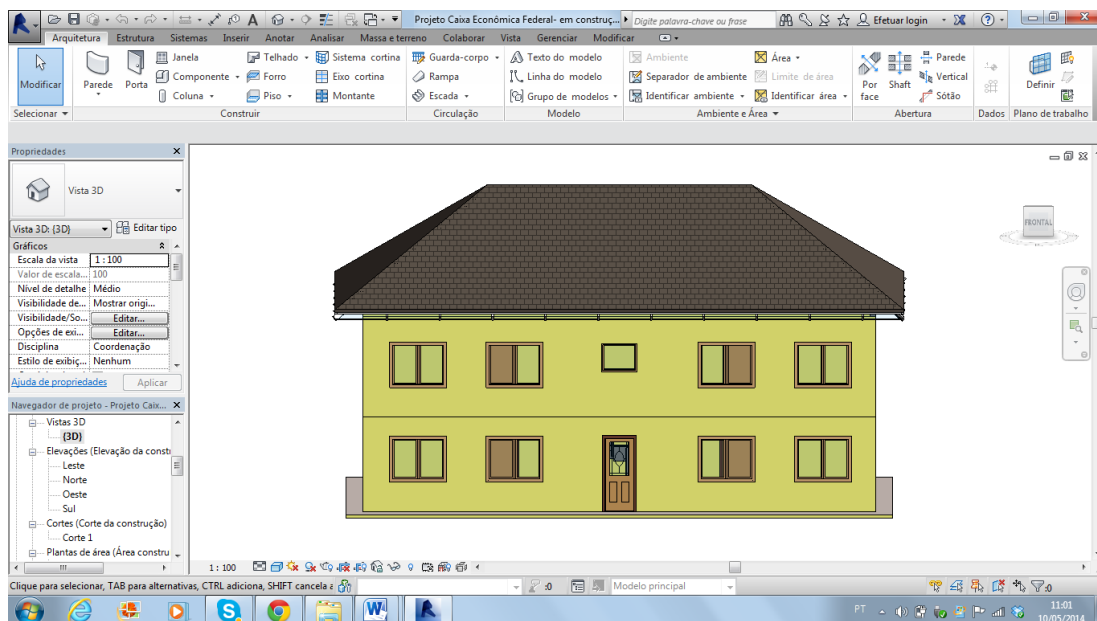 Projeto Caixa Econômica Federal- em construç...
Digite palavra-chave ou frase
Efetuar login
Arquitetura Estrutura Sistemas Inserir Anotar Analisar Massa e terreno Colaborar Vista Gerenciar Modificar
Modificar
Parede
Porta
Janela
Componente
Coluna
Telhado
Forro
Piso
Sistema cortina
Eixo cortina
Montante
Guarda-corpo
Rampa
Escada
Texto do modelo
Linha do modelo
Grupo de modelos
Ambiente
Separador de ambiente
Identificar ambiente
Área
Limite de área
Identificar área
Por face
Shaft
Parede
Vertical
Sótão
Definir
Selecionar
Construir
Circulação
Modelo
Ambiente e Área
Abertura
Dados
Plano de trabalho
Propriedades
Vista 3D
Vista 3D: {3D}
Editar tipo
Gráficos
Escala da vista 1 : 100
Valor de escala... 100
Nível de detalhe Médio
Visibilidade de... Mostrar origi...
Visibilidade/So... Editar...
Opções de exi... Editar...
Disciplina Coordenação
Estilo de exibiç... Nenhum
Ajuda de propriedades
Aplicar
Navegador de projeto - Projeto Caix...
Vistas 3D
{3D}
Elevações (Elevação da consti
Leste
Norte
Oeste
Sul
Cortes (Corte da construção)
Corte 1
Plantas de área (Área constru
FRONTAL
1 : 100
Clique para selecionar, TAB para alternativas, CTRL adiciona, SHIFT cancela a
:0
Modelo principal
:0
PT
11:01
10/05/2014